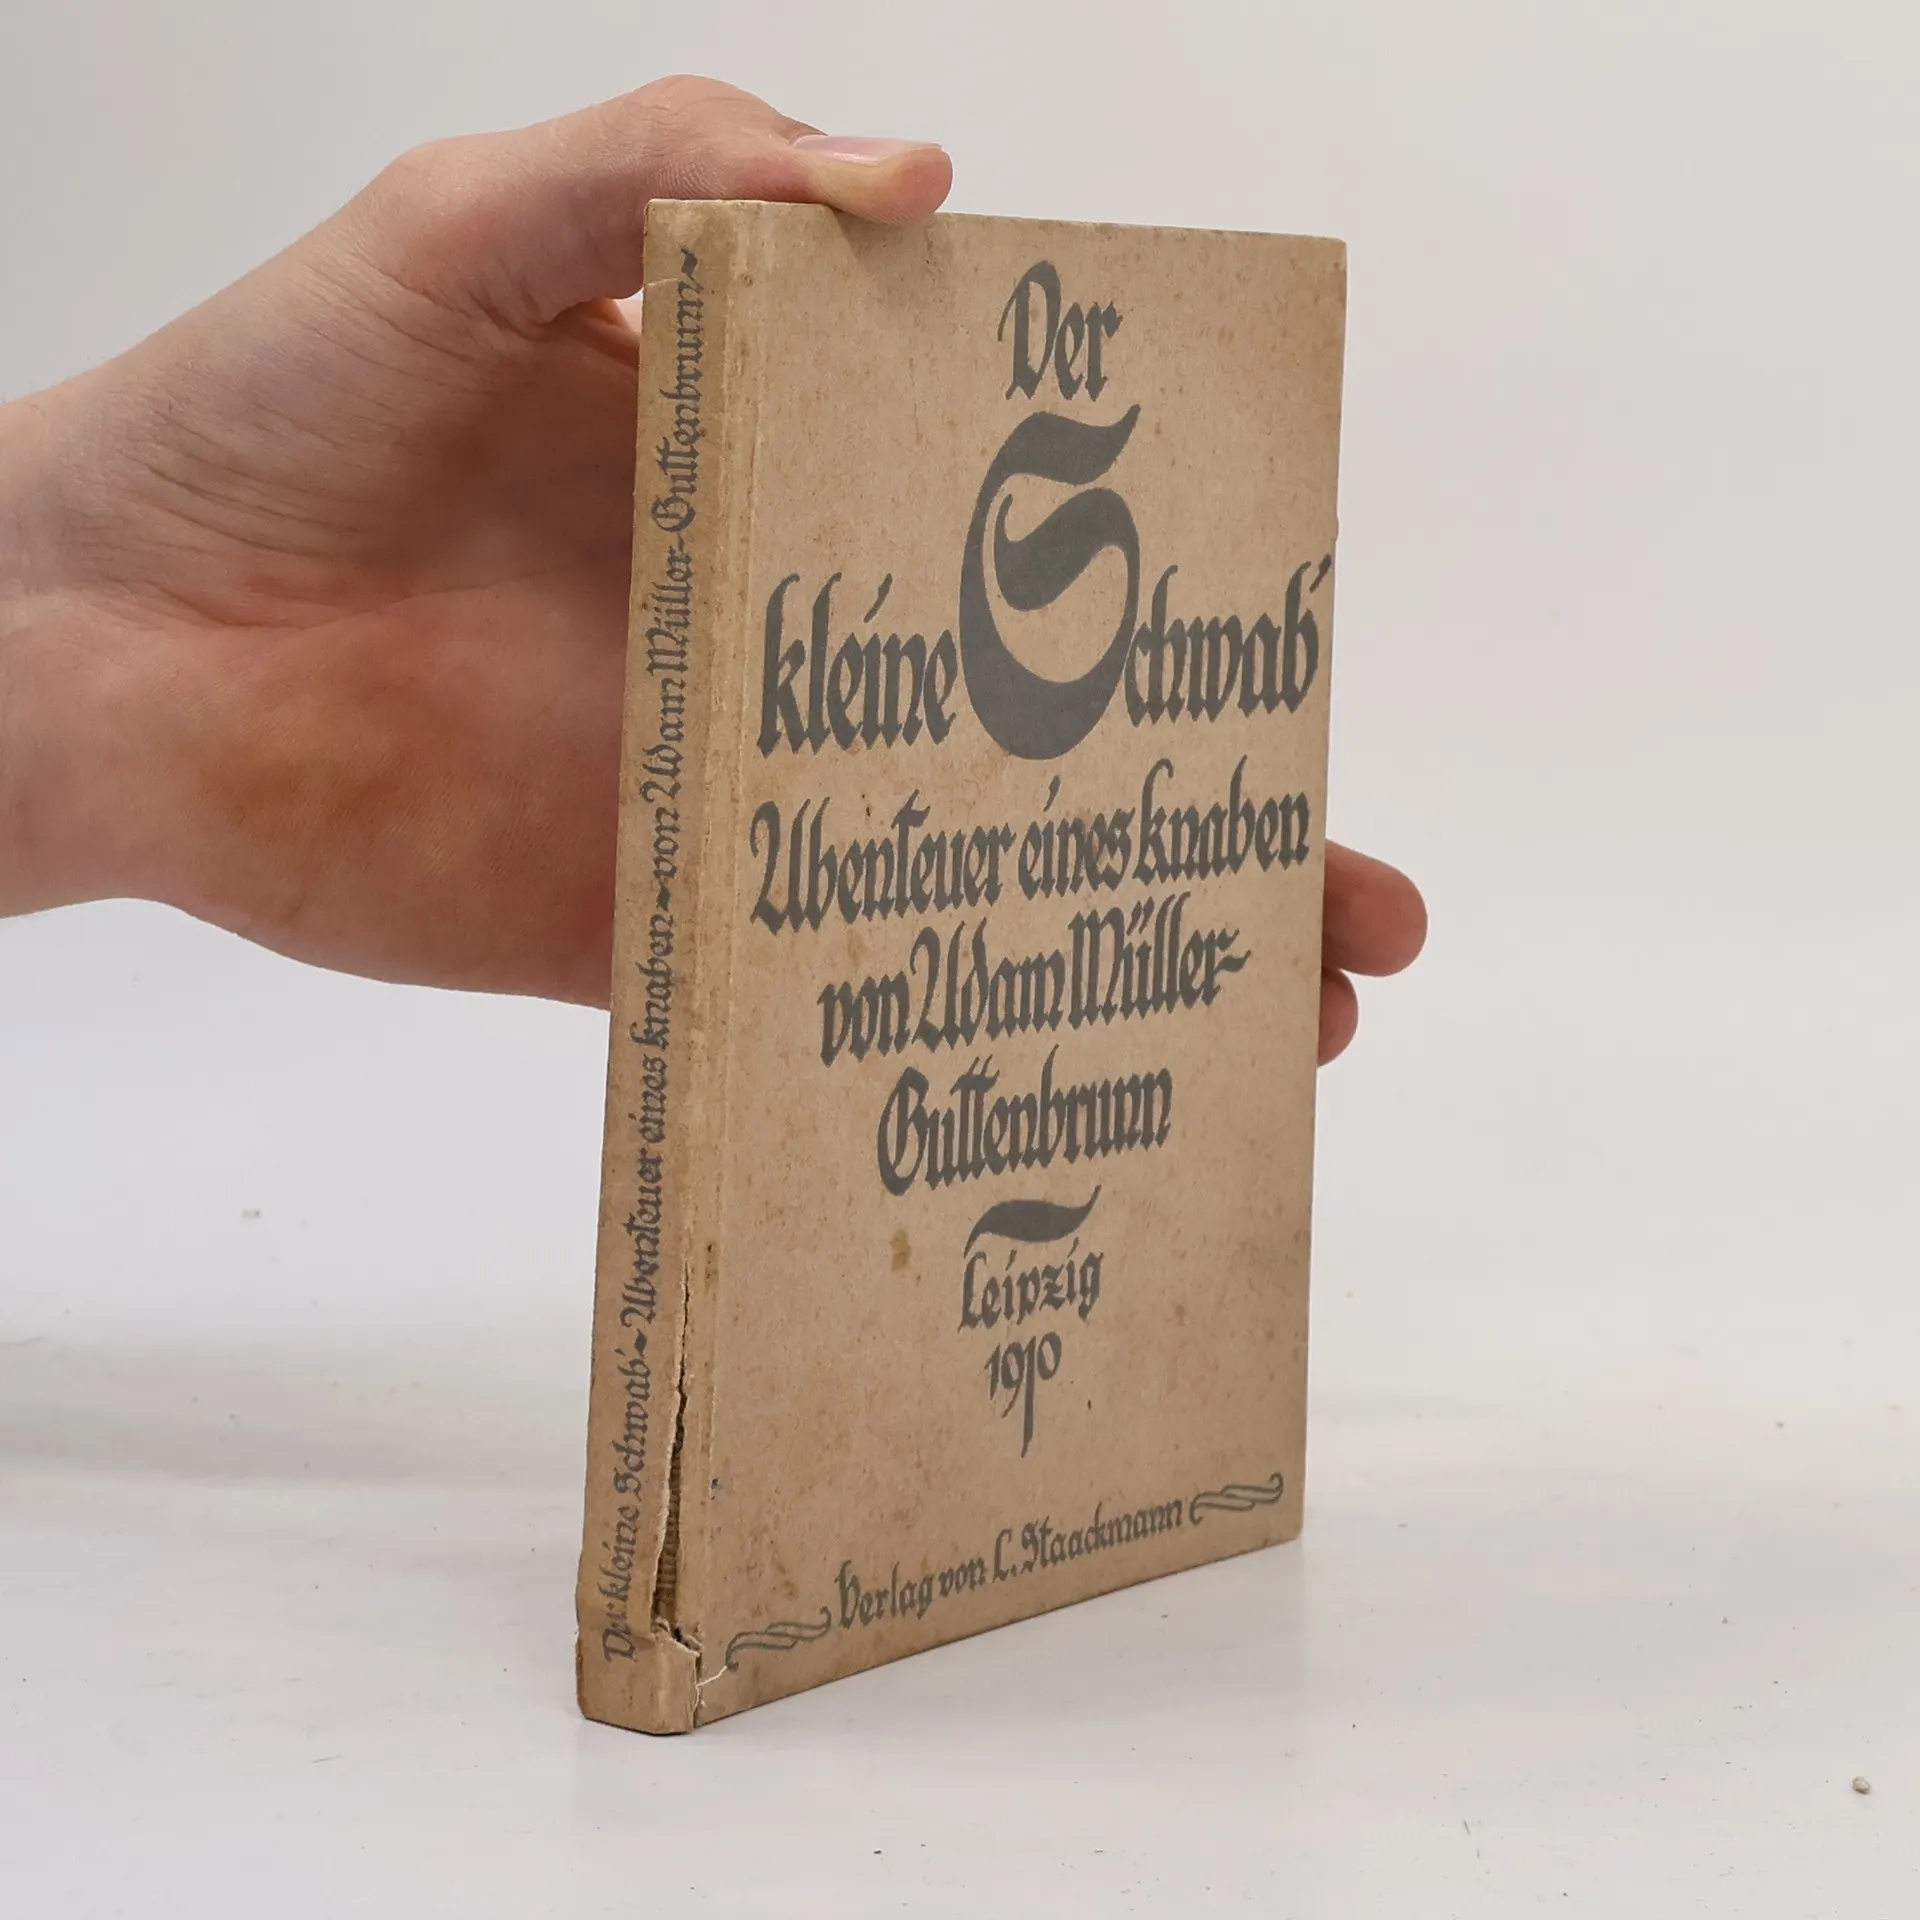 Der
kleine Schwab'
Abenteuer eines Knaben
von Adam Müller-
Guttenbrunn
Leipzig
1910
Verlag von L. Staackmann
Der kleine Schwab' ~ Abenteuer eines Knaben ~ von Adam Müller-Guttenbrunn ~